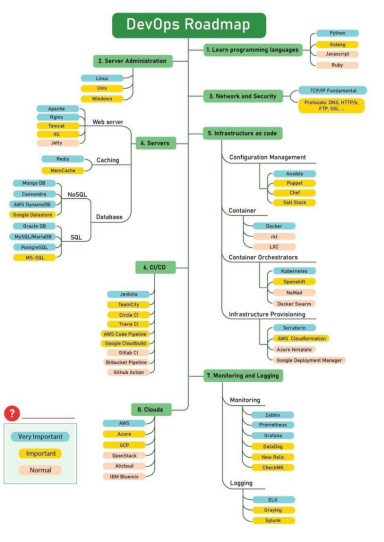 DevOps Roadmap
1. Learn programming languages
Python
Golang
Javascript
Ruby
2. Server Administration
Linux
Unix
Windows
3. Network and Security
TCP/IP Fundamental
Protocols: DNS, HTTP/s,
FTP, SSL ...
4. Servers
Web server
Apache
Nginx
Tomcat
IIS
Jetty
Caching
Redis
MemCache
Database
NoSQL
Mongo DB
Cassandra
AWS DynamoDB
Google Datastore
SQL
Oracle DB
MySQL/MariaDB
PostgreSQL
MS-SQL
5. Infrastructure as code
Configuration Management
Ansible
Puppet
Chef
Salt Stack
Container
Docker
rkt
LXC
Container Orchestrators
Kubernetes
Openshift
NoMad
Docker Swarm
Infrastructure Provisioning
Terraform
AWS Cloudformation
Azure template
Google Deployment Manager
6. CI/CD
Jenkins
TeamCity
Circle CI
Travis CI
AWS Code Pipeline
Google Cloudbuild
Gitlab CI
Bitbucket Pipeline
Github Action
7. Monitoring and Logging
Monitoring
Zabbix
Prometheus
Grafana
DataDog
New Relic
CheckMK
Logging
ELK
Graylog
Splunk
8. Clouds
AWS
Azure
GCP
OpenStack
Alicloud
IBM Bluemix
?
Very Important
Important
Normal